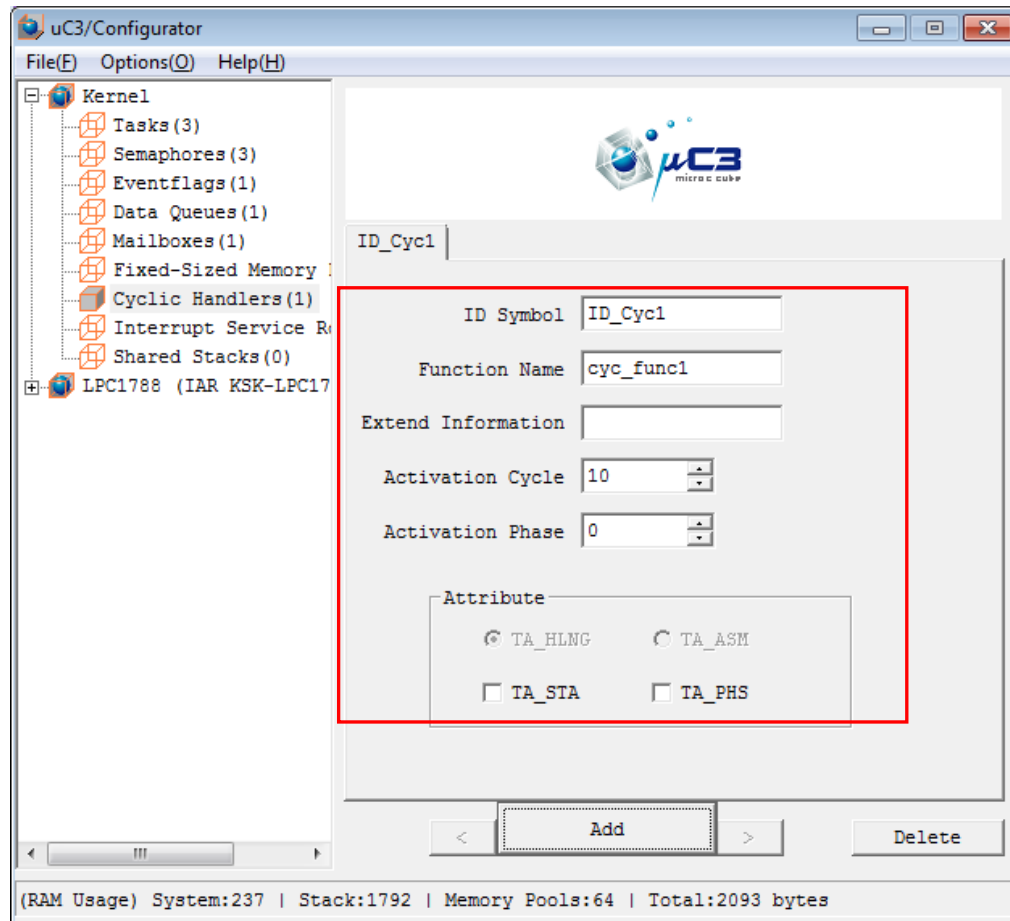 uC3/Configurator
File(F) Options(O) Help(H)
Kernel
Tasks(3)
Semaphores(3)
Eventflags(1)
Data Queues(1)
Mailboxes(1)
Fixed-Sized Memory
Cyclic Handlers(1)
Interrupt Service R
Shared Stacks(0)
LPC1788 (IAR KSK-LPC17
μC3
micro c cube
ID_Cyc1
ID Symbol ID_Cyc1
Function Name cyc_func1
Extend Information
Activation Cycle 10
Activation Phase 0
Attribute
TA_HLNG TA_ASM
TA_STA TA_PHS
< Add > Delete
(RAM Usage) System:237 | Stack:1792 | Memory Pools:64 | Total:2093 bytes